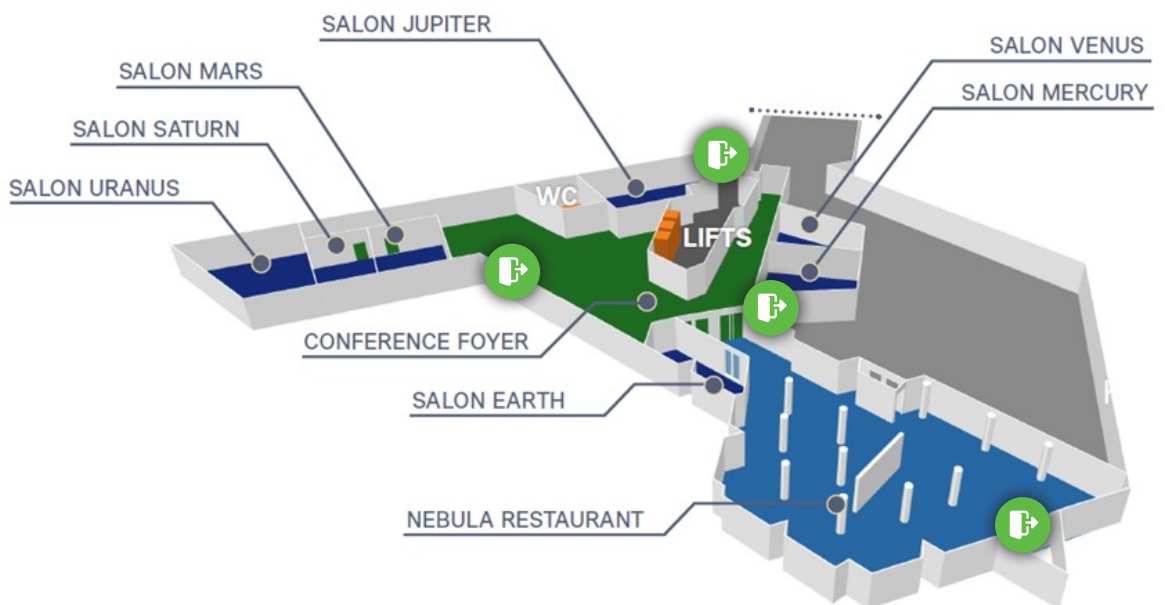 SALON JUPITER
SALON VENUS
SALON MARS
SALON MERCURY
SALON SATURN
SALON URANUS
WC
LIFTS
CONFERENCE FOYER
SALON EARTH
NEBULA RESTAURANT